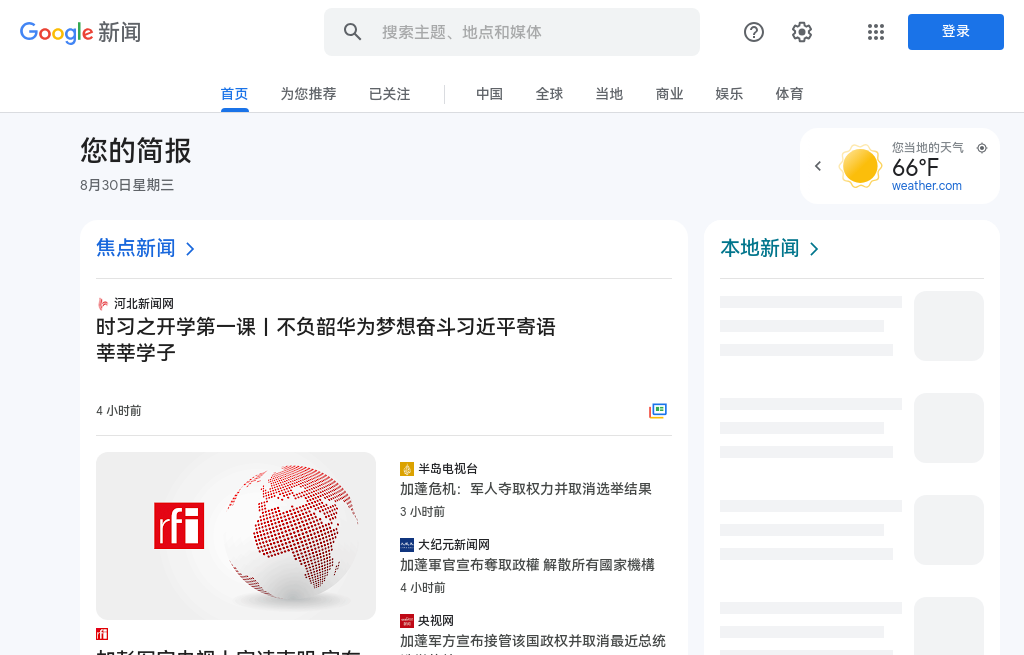 Google 新闻
搜索主题、地点和媒体
登录
首页 为您推荐 已关注 中国 全球 当地 商业 娱乐 体育
您的简报
8月30日星期三
您当地的天气
66°F
weather.com
焦点新闻
河北新闻网
时习之开学第一课丨不负韶华为梦想奋斗习近平寄语
莘莘学子
4 小时前
rfi
rfi
半岛电视台
加蓬危机：军人夺取权力并取消选举结果
3 小时前
大纪元新闻网
加蓬軍官宣布奪取政權 解散所有國家機構
4 小时前
央视网
加蓬军方宣布接管该国政权并取消最近总统
本地新闻